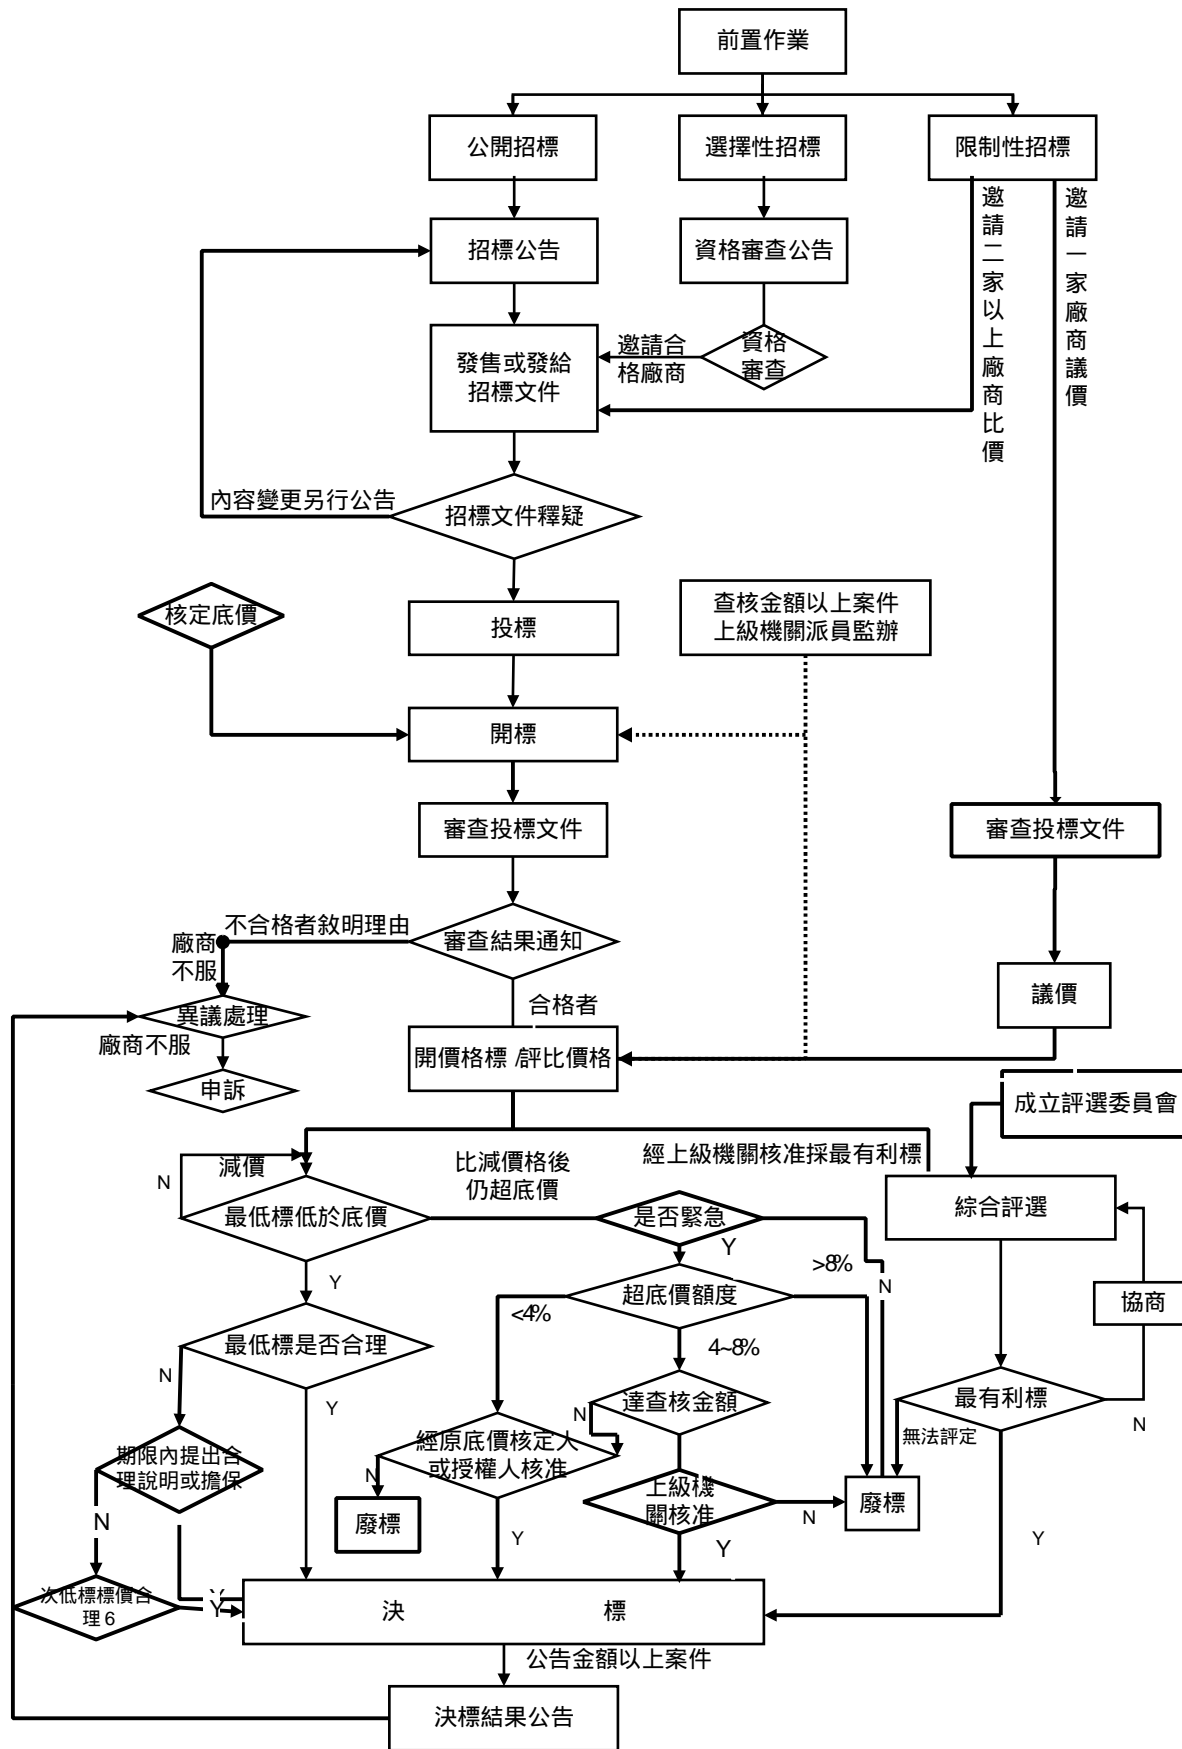 前置作業
公開招標
選擇性招標
限制性招標
邀請二家以上廠商比價
邀請一家廠商議價
招標公告
資格審查公告
發售或發給
招標文件
邀請合
格廠商
資格
審查
內容變更另行公告
招標文件釋疑
核定底價
投標
查核金額以上案件
上級機關派員監辦
開標
審查投標文件
審查投標文件
不合格者敘明理由
審查結果通知
廠商
不服
異議處理
合格者
議價
廠商不服
開價格標 /評比價格
申訴
成立評選委員會
減價
N
比減價格後
仍超底價
經上級機關核准採最有利標
最低標低於底價
是否緊急
綜合評選
Y
Y
>8%
N
超底價額度
協商
<4%
最低標是否合理
4~8%
N
Y
達查核金額
最有利標
N
N
無法評定
期限內提出合
理說明或擔保
經原底價核定人
或授權人核准
N
上級機
關核准
廢標
廢標
N
N
Y
Y
Y
次低標標價合
理 6
Y
Y
決 標
公告金額以上案件
決標結果公告